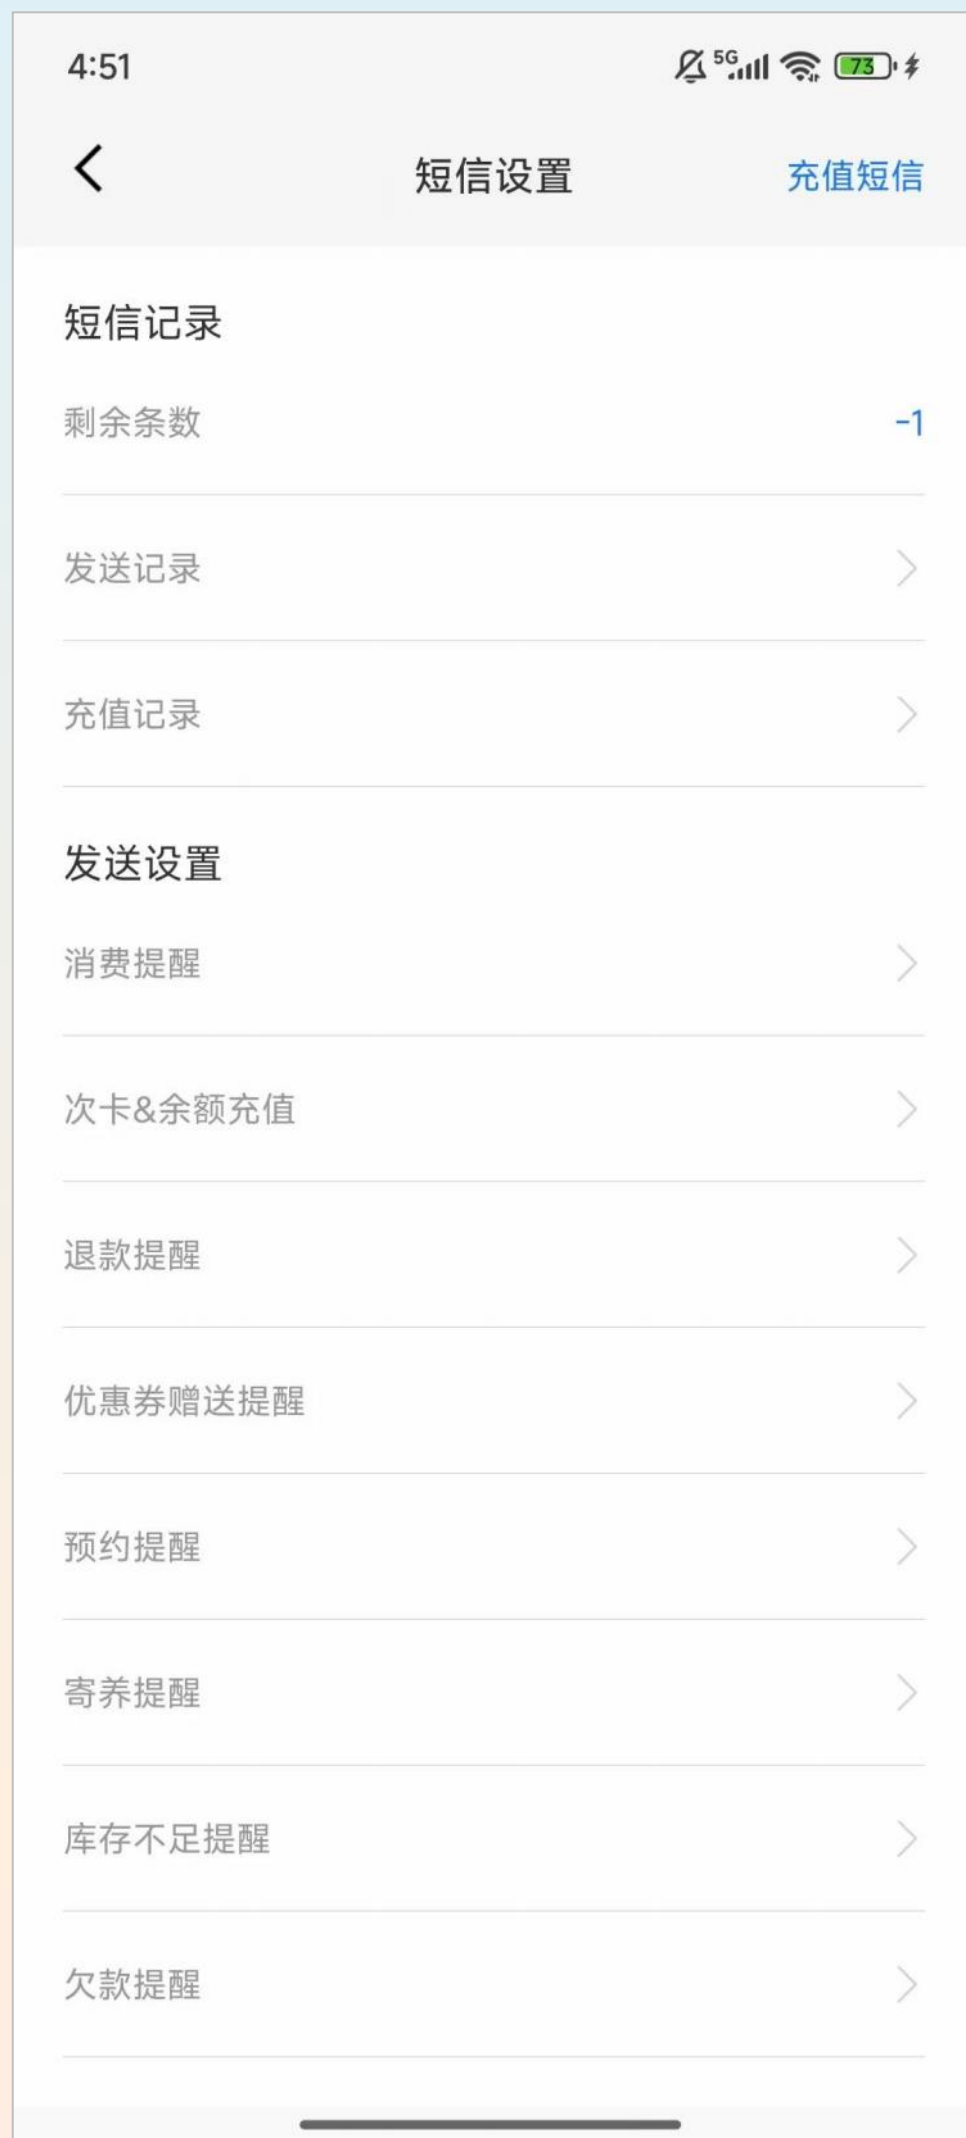 4:51
5G
73
短信设置
充值短信
短信记录
剩余条数
-1
发送记录
充值记录
发送设置
消费提醒
次卡&余额充值
退款提醒
优惠券赠送提醒
预约提醒
寄养提醒
库存不足提醒
欠款提醒